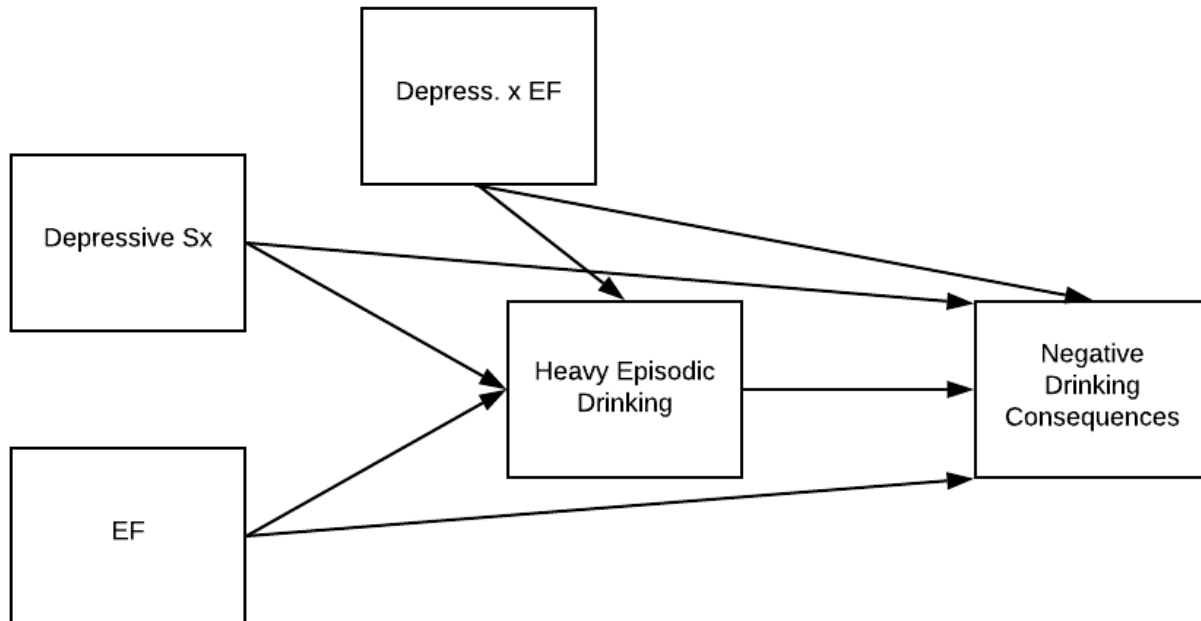 Depress. x EF
Depressive Sx
Heavy Episodic
Drinking
Negative
Drinking
Consequences
EF